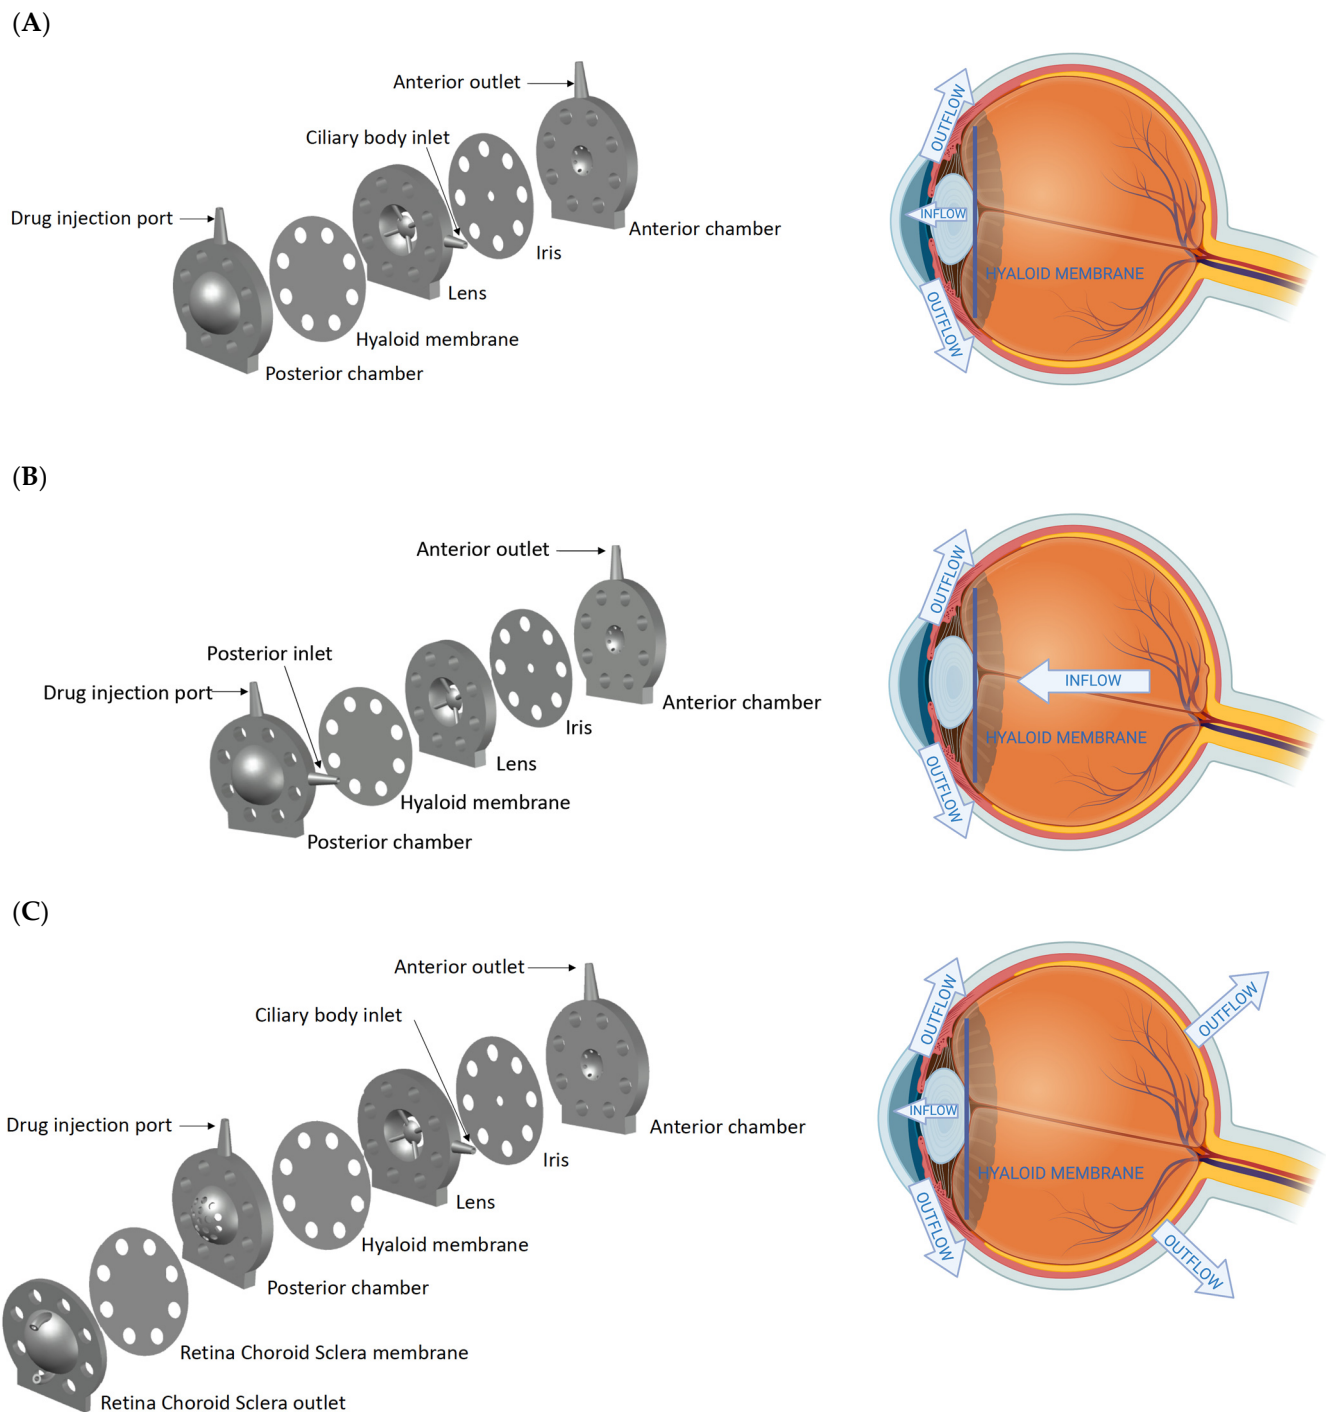 (A)
Anterior outlet
Ciliary body inlet
Drug injection port
Anterior chamber
Iris
Lens
Hyaloid membrane
Posterior chamber
OUTFLOW
INFLOW
HYALOID MEMBRANE
OUTFLOW
(B)
Anterior outlet
Posterior inlet
Drug injection port
Anterior chamber
Iris
Lens
Hyaloid membrane
Posterior chamber
OUTFLOW
INFLOW
HYALOID MEMBRANE
OUTFLOW
(C)
Anterior outlet
Ciliary body inlet
Drug injection port
Anterior chamber
Iris
Lens
Hyaloid membrane
Posterior chamber
Retina Choroid Sclera membrane
Retina Choroid Sclera outlet
OUTFLOW
OUTFLOW
INFLOW
HYALOID MEMBRANE
OUTFLOW
OUTFLOW